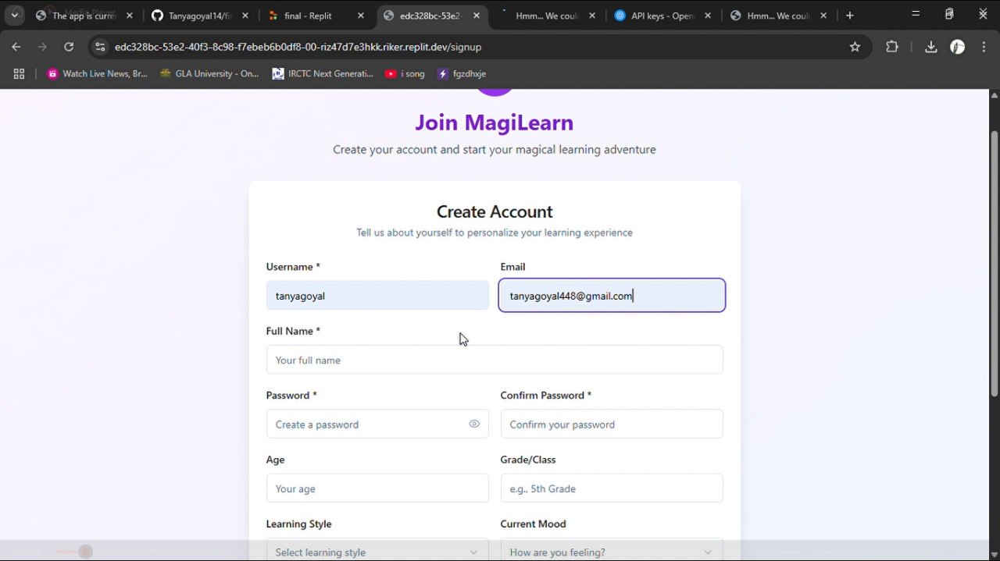 The app is curre
Tanyagoyal14/fin
final - Replit
edc328bc-53e2-
Hmm... We coul
API keys - Open
Hmm... We coul
edc328bc-53e2-40f3-8c98-f7ebeb6b0df8-00-riz47d7e3hkk.riker.replit.dev/signup
Watch Live News, Br...
GLA University - On...
IRCTC Next Generati...
i song
fgzdhxje
Join MagiLearn
Create your account and start your magical learning adventure
Create Account
Tell us about yourself to personalize your learning experience
Username *
Email
tanyagoyal
tanyagoyal448@gmail.com
Full Name *
Your full name
Password *
Confirm Password *
Create a password
Confirm your password
Age
Grade/Class
Your age
e.g., 5th Grade
Learning Style
Current Mood
Select learning style
How are you feeling?